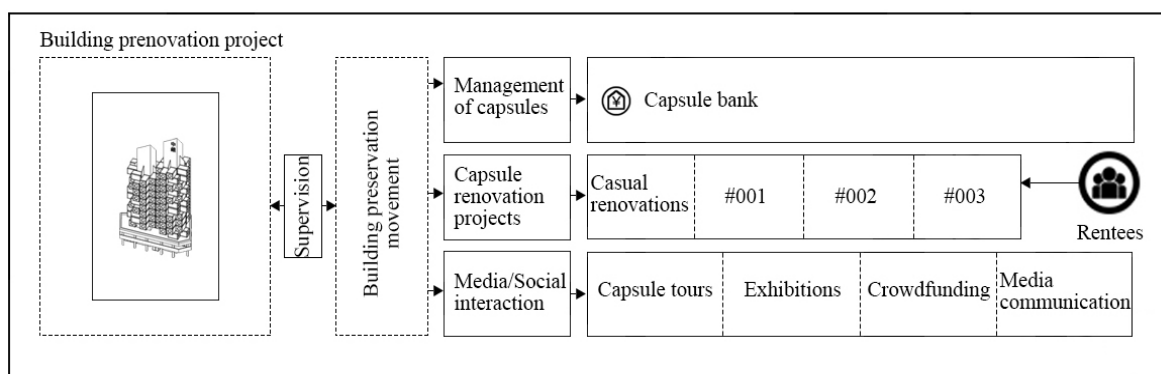 Building prenovation project
Supervision
Building preservation
movement
Management
of capsules
Capsule bank
Capsule
renovation
projects
Casual
renovations
#001
#002
#003
Rentees
Media/Social
interaction
Capsule tours
Exhibitions
Crowdfunding
Media
communication